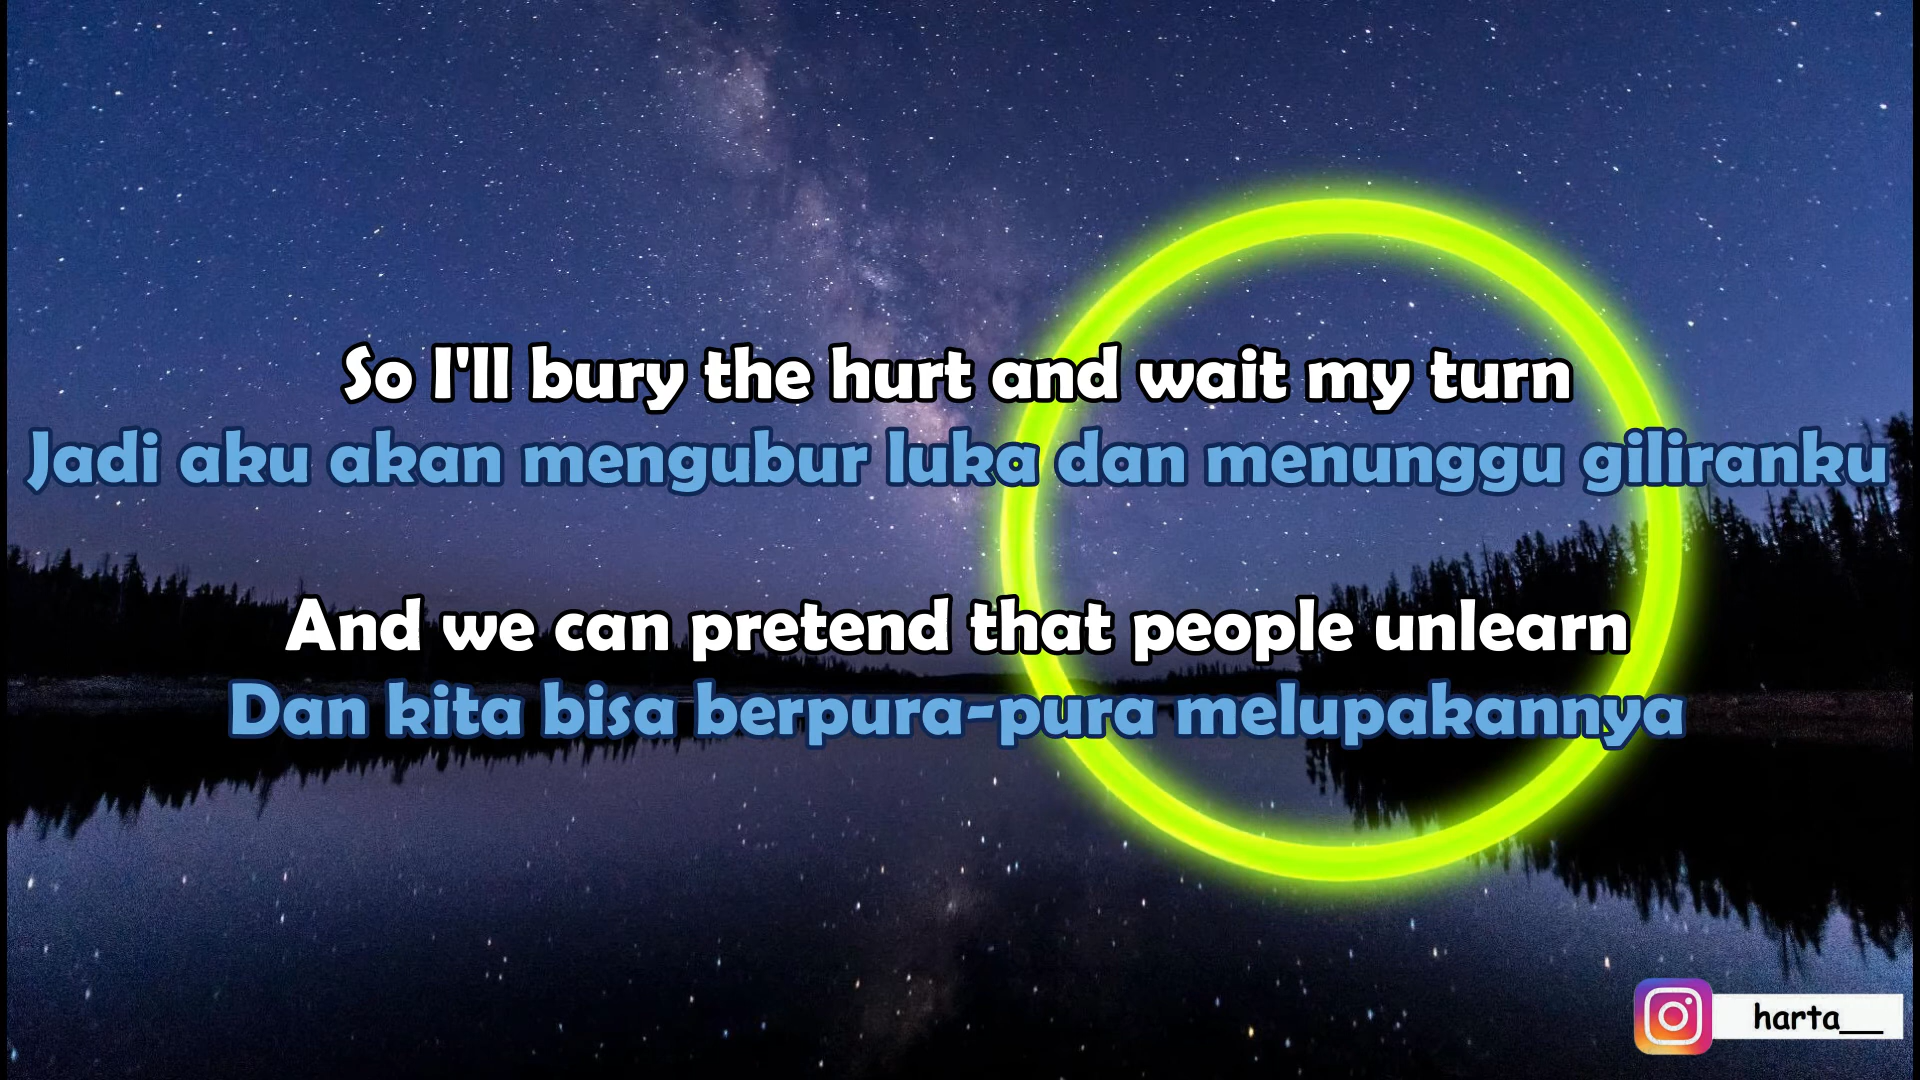 So I'll bury the hurt and wait my turn
Jadi aku akan mengubur luka dan menunggu giliranku
And we can pretend that people unlearn
Dan kita bisa berpura-pura melupakannya
harta__